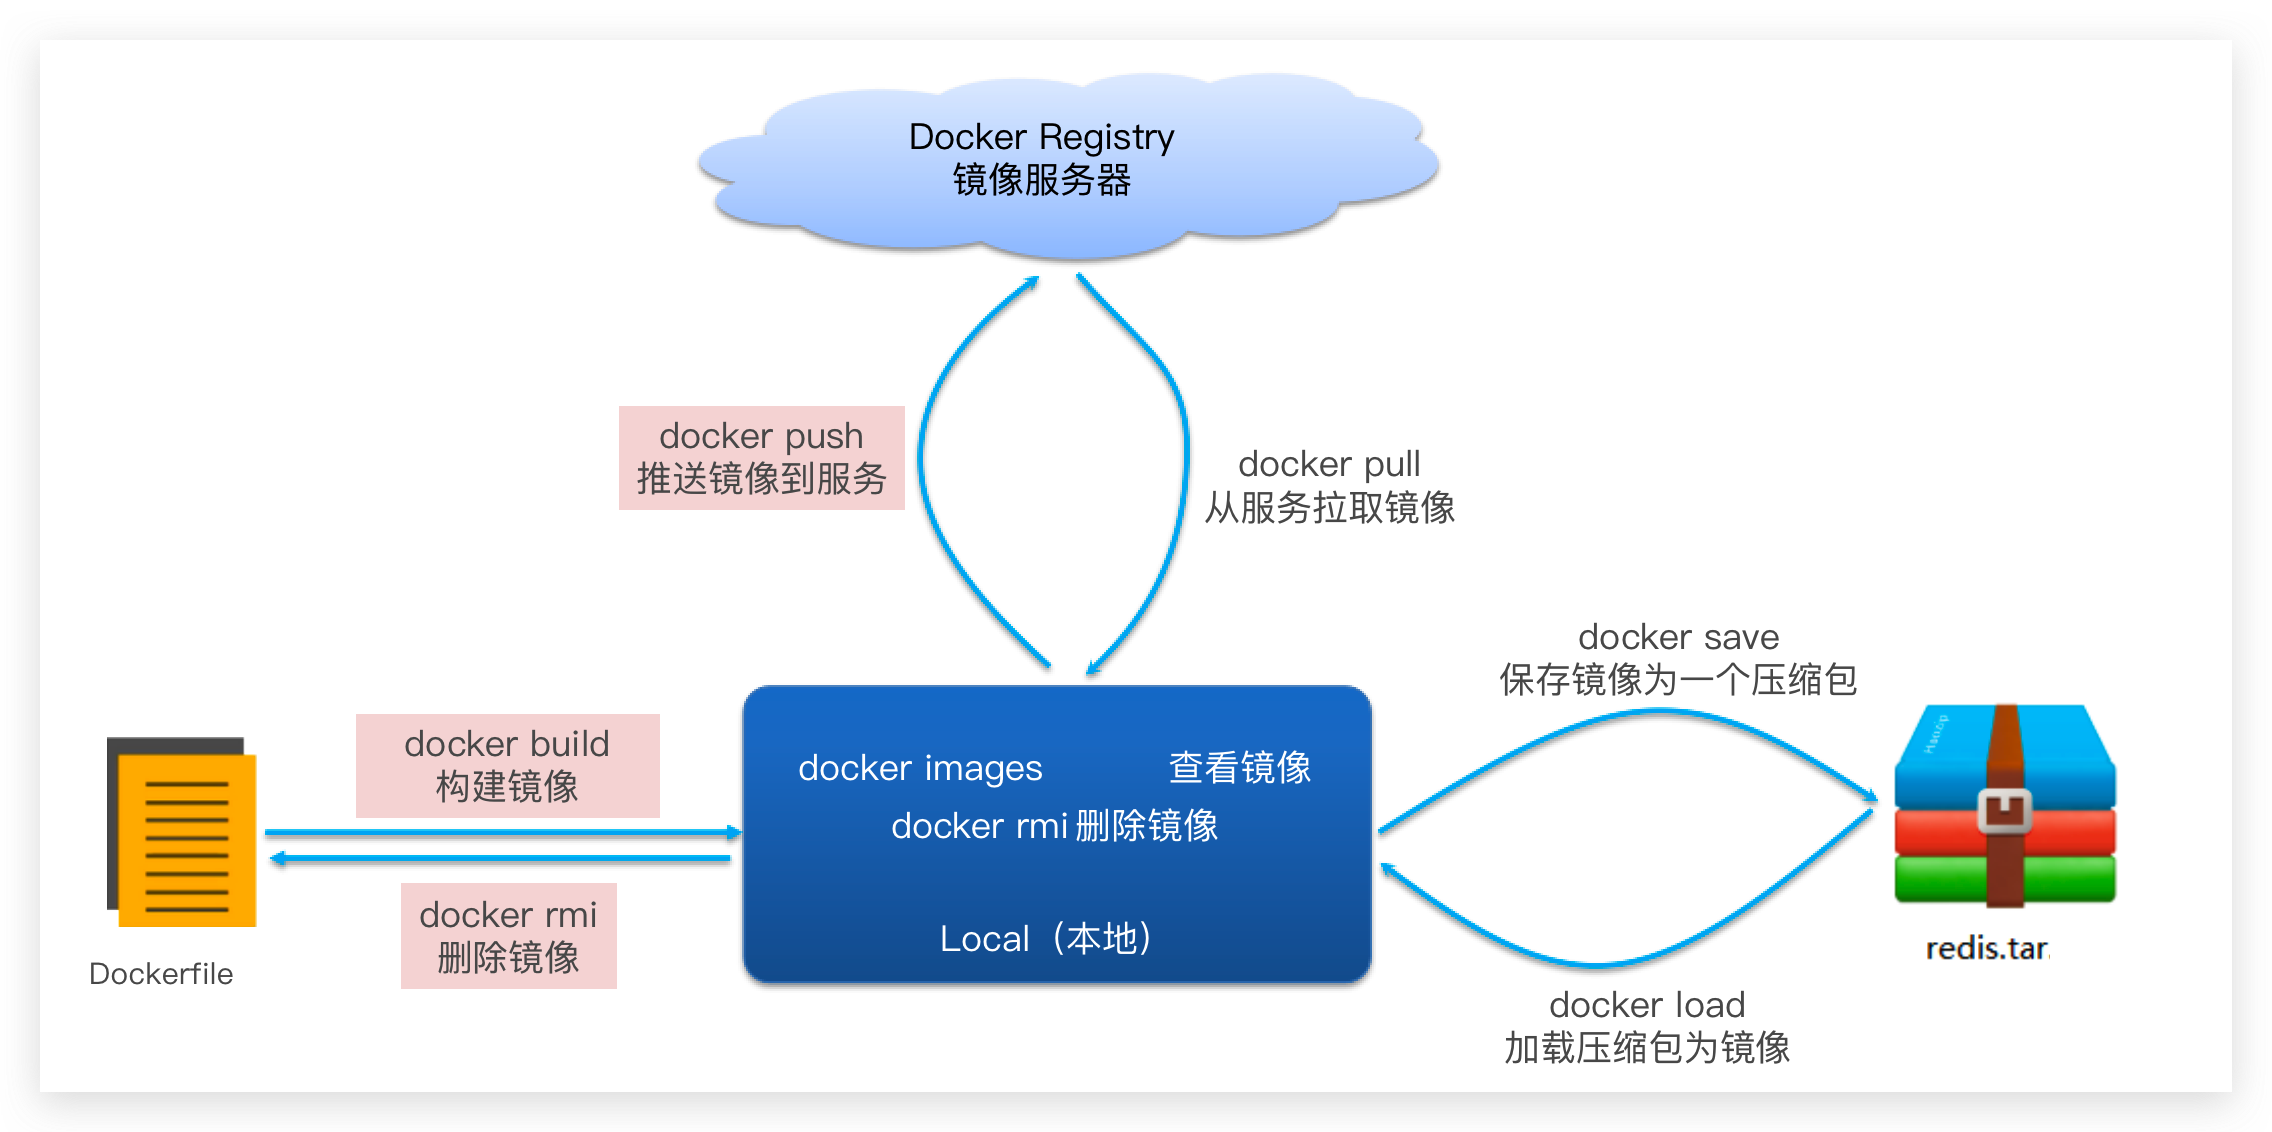 Docker Registry
镜像服务器
docker push
推送镜像到服务
docker pull
从服务拉取镜像
docker save
保存镜像为一个压缩包
docker build
构建镜像
docker images 查看镜像
docker rmi 删除镜像
Local（本地）
docker rmi
删除镜像
Dockerfile
Haozip
redis.tar.
docker load
加载压缩包为镜像